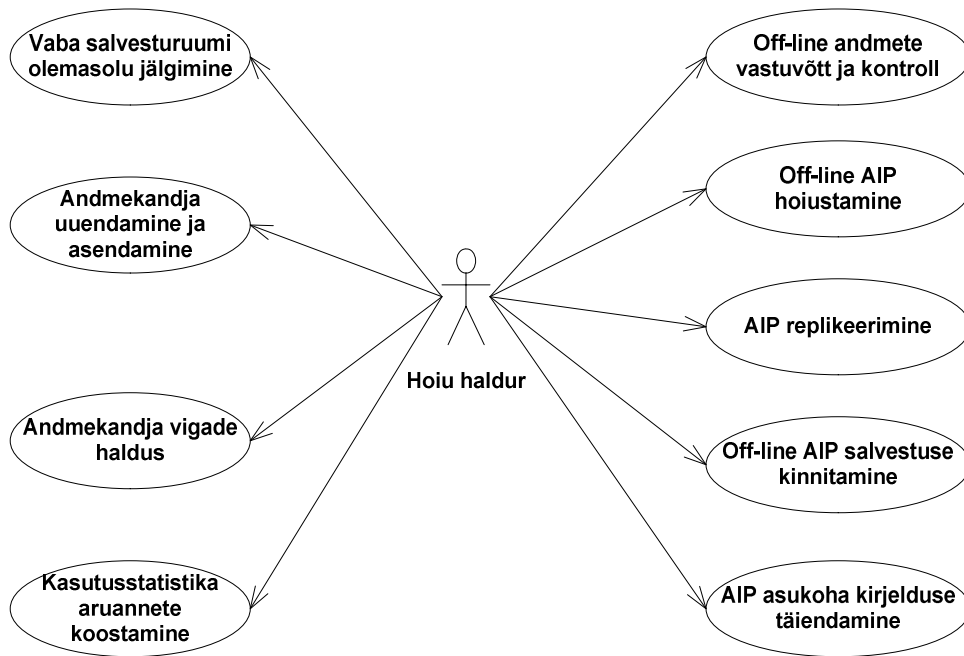 Vaba salvesturuumi
olemasolu jälgimine
Andmekandja
uuendamine ja
asendamine
Andmekandja vigade
haldus
Kasutusstatistika
aruannete
koostamine
Hoiu haldur
Off-line andmete
vastuvõtt ja kontroll
Off-line AIP
hoiustamine
AIP replikeerimine
Off-line AIP salvestuse
kinnitamine
AIP asukoha kirjelduse
täiendamine